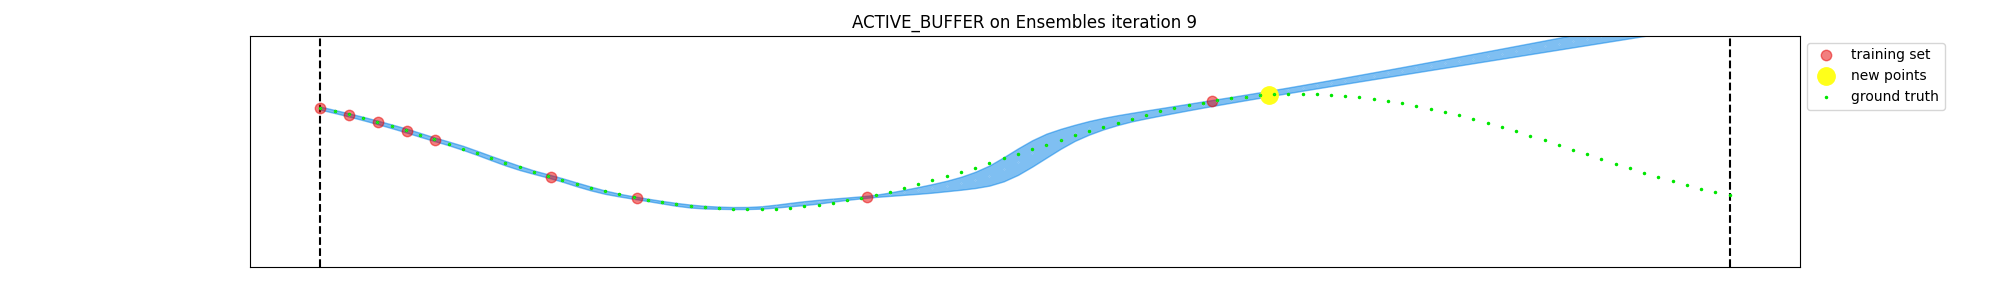 ACTIVE_BUFFER on Ensembles iteration 9
training set
new points
ground truth